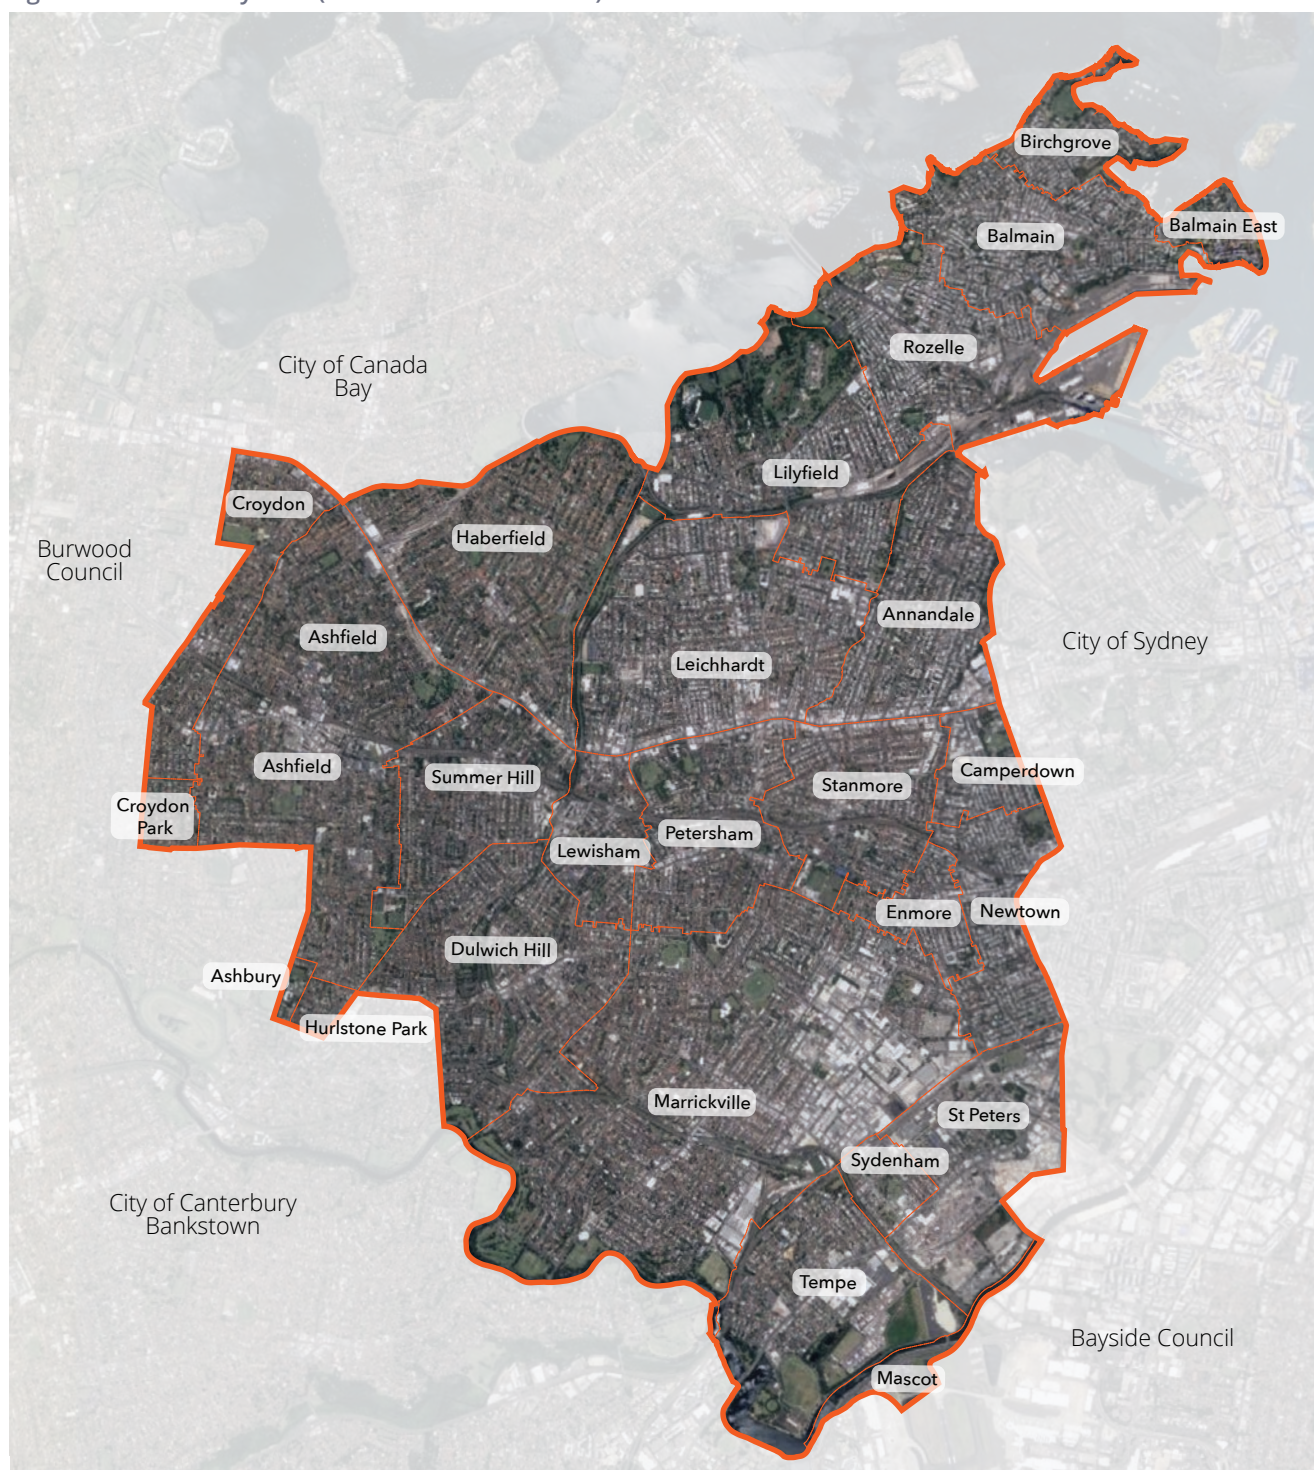 Birchgrove
Balmain East
Balmain
Rozelle
City of Canada
Bay
Lilyfield
Croydon
Haberfield
Burwood
Council
Annandale
Ashfield
City of Sydney
Leichhardt
Ashfield
Summer Hill
Camperdown
Stanmore
Croydon
Park
Petersham
Lewisham
Enmore
Newtown
Dulwich Hill
Ashbury
Hurlstone Park
Marrickville
St Peters
Sydenham
City of Canterbury
Bankstown
Tempe
Bayside Council
Mascot